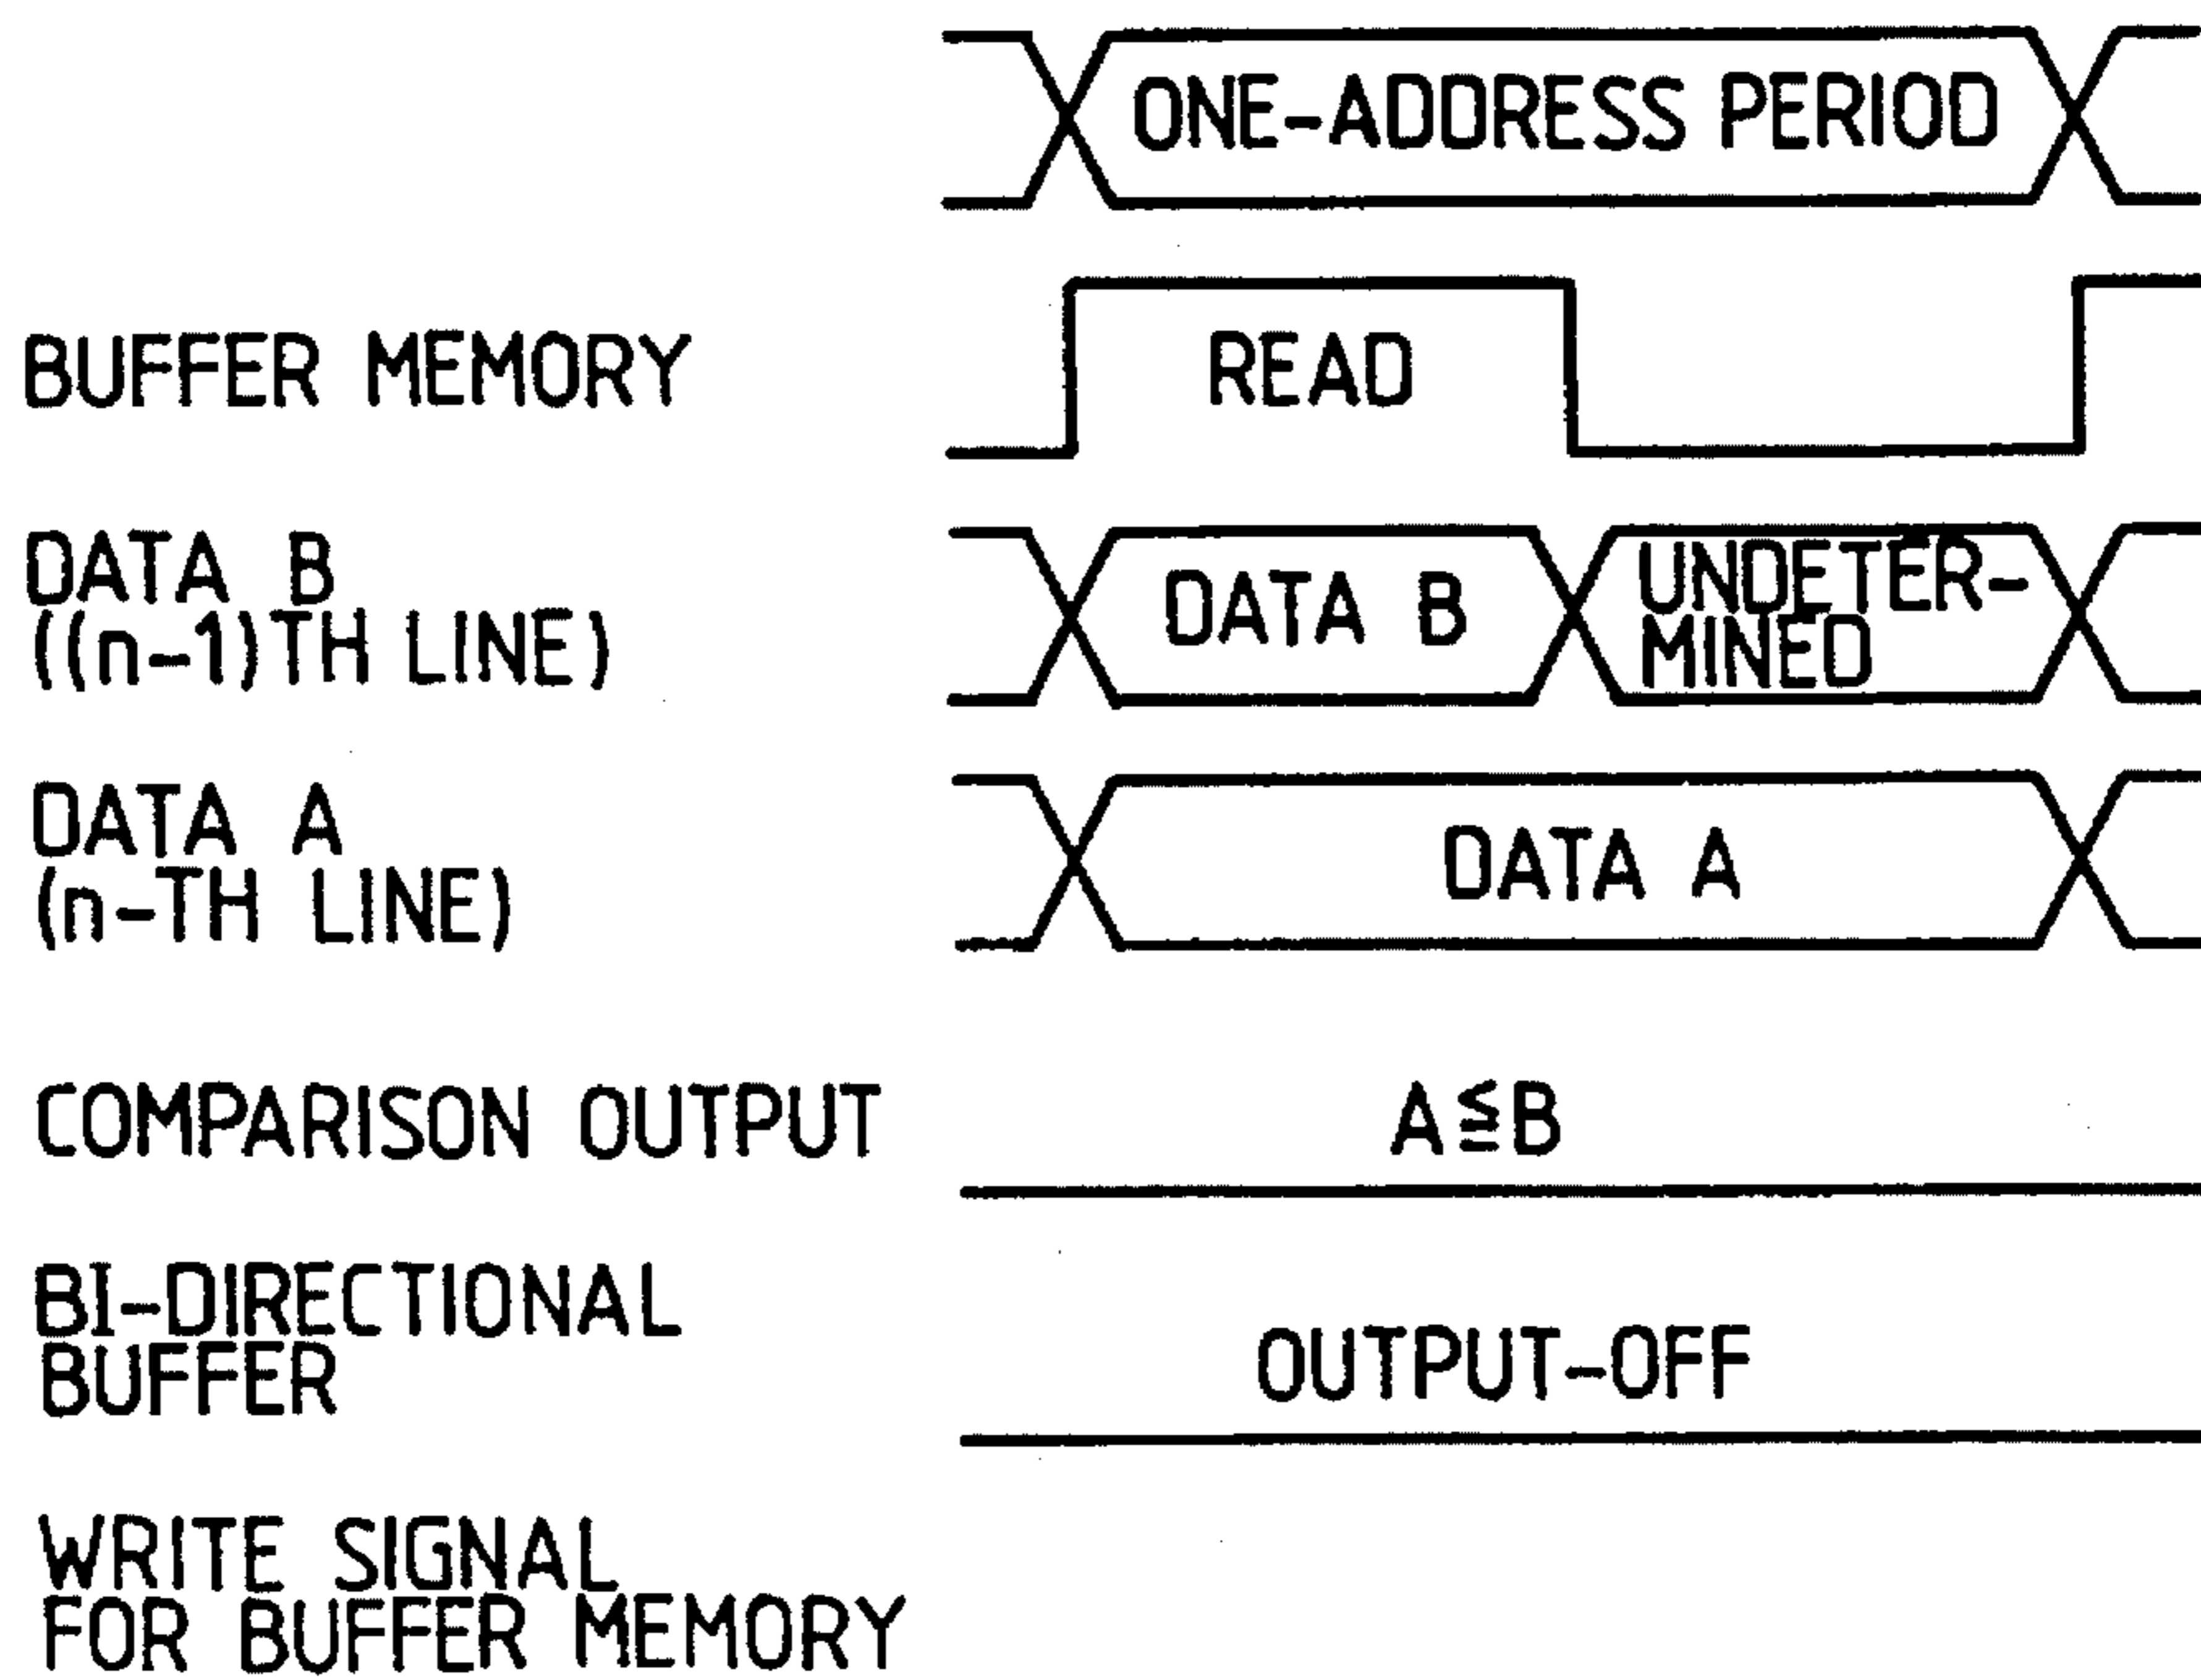 ONE-ADDRESS PERIOD
BUFFER MEMORY
READ
DATA B
((n-1)TH LINE)
DATA B
UNDETER-
MINED
DATA A
(n-TH LINE)
DATA A
COMPARISON OUTPUT
A≦B
BI-DIRECTIONAL
BUFFER
OUTPUT-OFF
WRITE SIGNAL
FOR BUFFER MEMORY